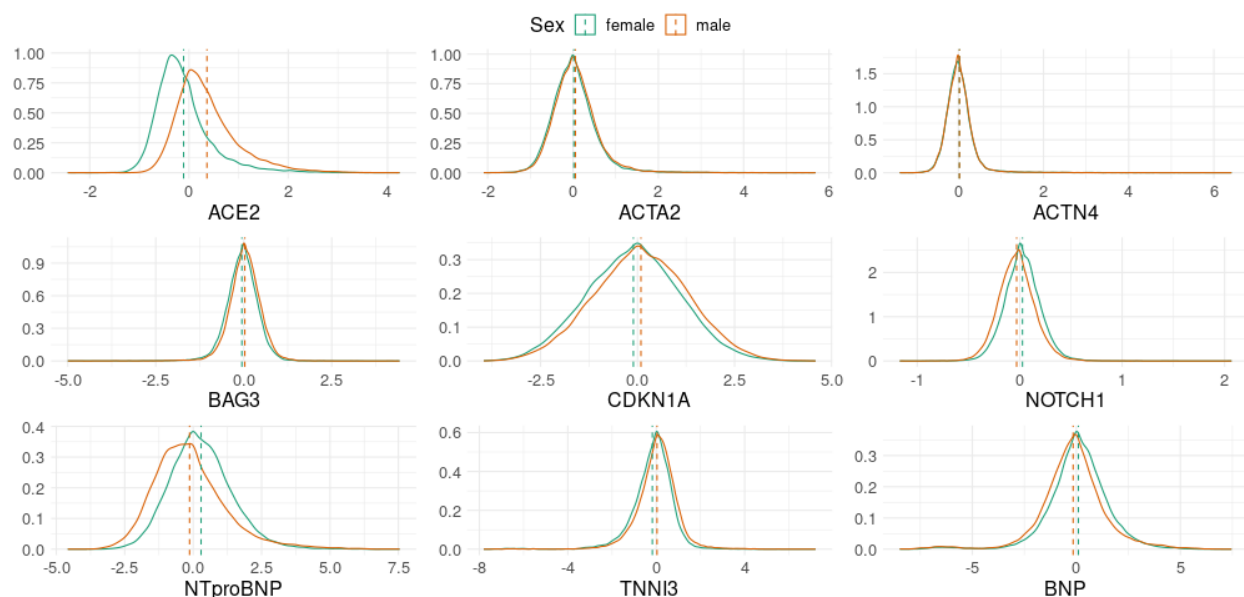 Sex female male
1.00
0.75
0.50
0.25
0.00
-2 0 2 4
ACE2
1.00
0.75
0.50
0.25
0.00
-2 0 2 4 6
ACTA2
1.5
1.0
0.5
0.0
0 2 4 6
ACTN4
0.9
0.6
0.3
0.0
-5.0 -2.5 0.0 2.5
BAG3
0.3
0.2
0.1
0.0
-2.5 0.0 2.5 5.0
CDKN1A
2
1
0
-1 0 1 2
NOTCH1
0.4
0.3
0.2
0.1
0.0
-5.0 -2.5 0.0 2.5 5.0 7.5
NTproBNP
0.6
0.4
0.2
0.0
-8 -4 0 4
TNNI3
0.3
0.2
0.1
0.0
-5 0 5
BNP